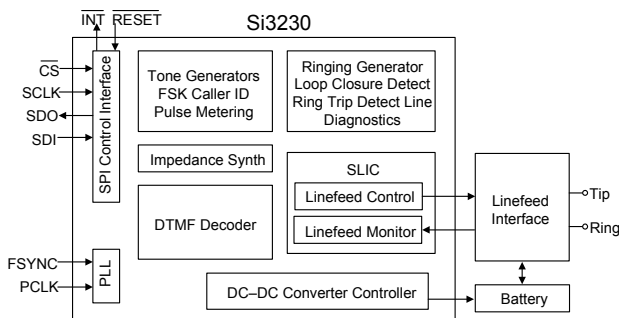 Si3230
INT RESET
CS
SCLK
SDO
SDI
SPI Control Interface
Tone Generators
FSK Caller ID
Pulse Metering
Ringing Generator
Loop Closure Detect
Ring Trip Detect Line
Diagnostics
Impedance Synth
SLIC
Linefeed Control
Linefeed Monitor
DTMF Decoder
Linefeed
Interface
Tip
Ring
FSYNC
PCLK
PLL
DC–DC Converter Controller
Battery